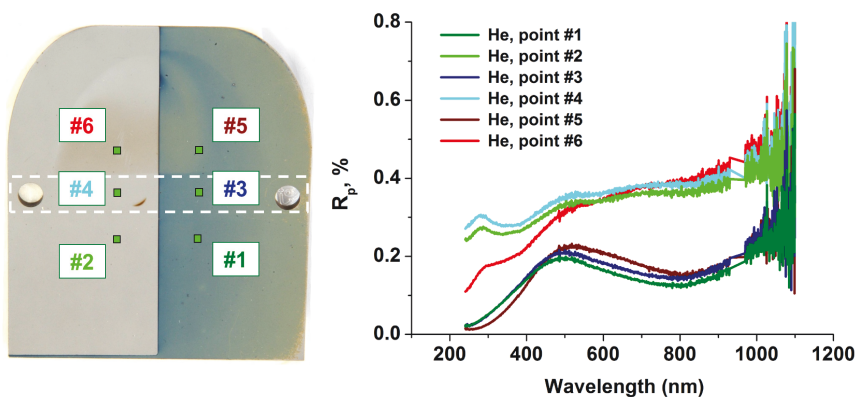 #6
#5
#4
#3
#2
#1
0.8
0.6
0.4
0.2
0.0
Rp, %
He, point #1
He, point #2
He, point #3
He, point #4
He, point #5
He, point #6
200 400 600 800 1000 1200
Wavelength (nm)